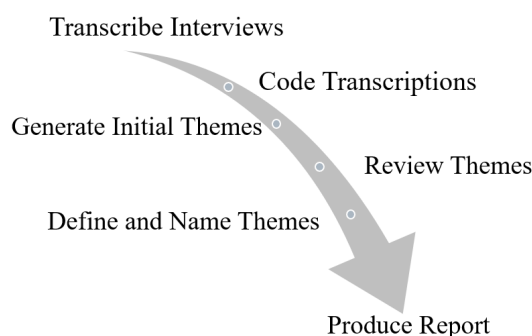 Transcribe Interviews
Code Transcriptions
Generate Initial Themes
Review Themes
Define and Name Themes
Produce Report